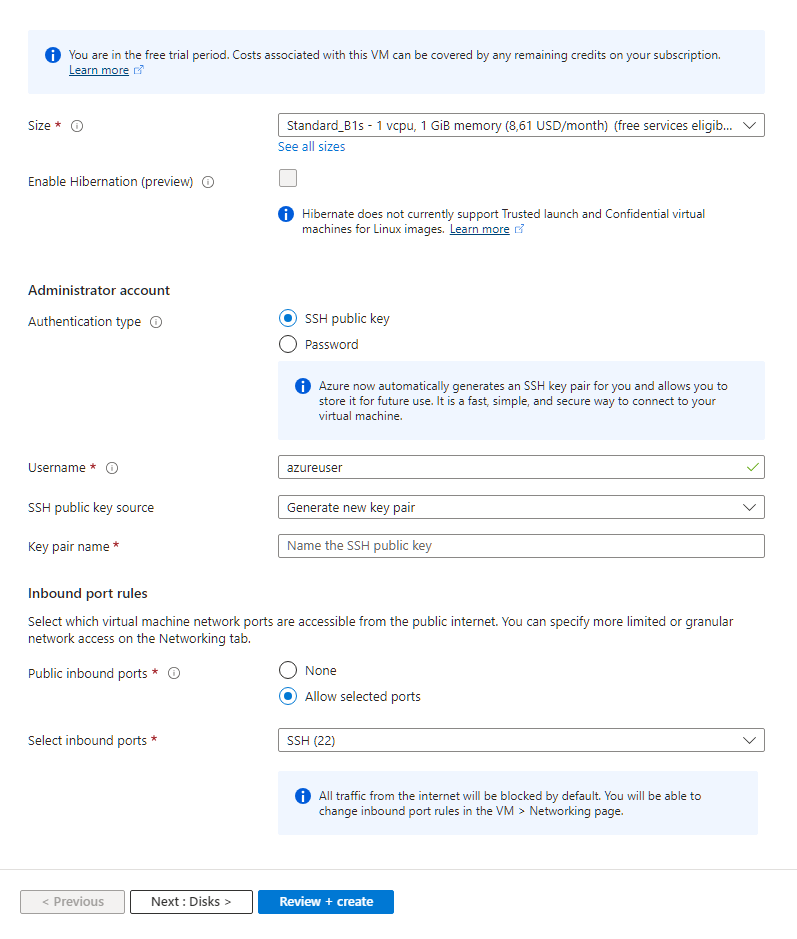 You are in the free trial period. Costs associated with this VM can be covered by any remaining credits on your subscription.
Learn more
Size *
Standard_B1s - 1 vcpu, 1 GiB memory (8,61 USD/month) (free services eligib...
See all sizes
Enable Hibernation (preview)
Hibernate does not currently support Trusted launch and Confidential virtual
machines for Linux images. Learn more
Administrator account
Authentication type
SSH public key
Password
Azure now automatically generates an SSH key pair for you and allows you to
store it for future use. It is a fast, simple, and secure way to connect to your
virtual machine.
Username *
azureuser
SSH public key source
Generate new key pair
Key pair name *
Name the SSH public key
Inbound port rules
Select which virtual machine network ports are accessible from the public internet. You can specify more limited or granular
network access on the Networking tab.
Public inbound ports *
None
Allow selected ports
Select inbound ports *
SSH (22)
All traffic from the internet will be blocked by default. You will be able to
change inbound port rules in the VM > Networking page.
< Previous
Next : Disks >
Review + create